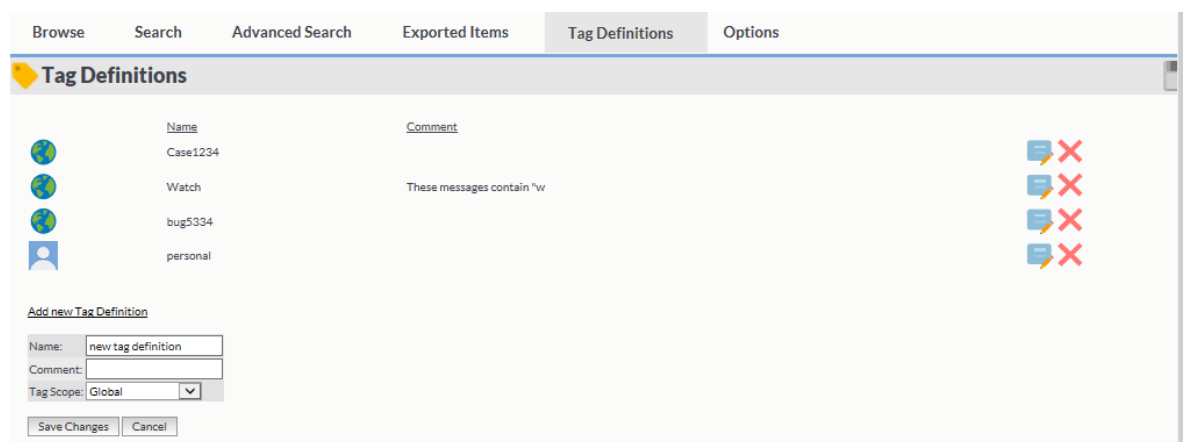 Browse Search Advanced Search Exported Items Tag Definitions Options
Tag Definitions
Name Comment
Case1234
Watch These messages contain "w
bug5334
personal
Add new Tag Definition
Name: new tag definition
Comment:
Tag Scope: Global
Save Changes Cancel